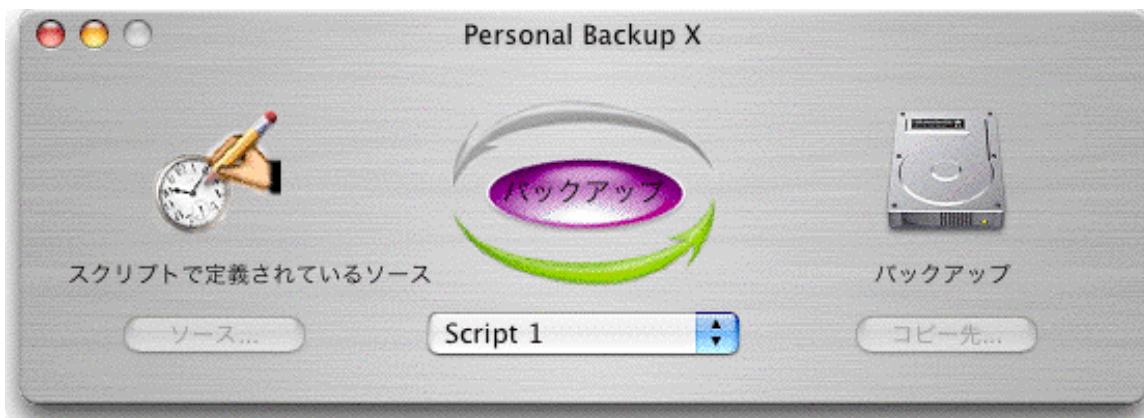 Personal Backup X
バックアップ
スクリプトで定義されているソース
バックアップ
ソース...
Script 1
コピー先...